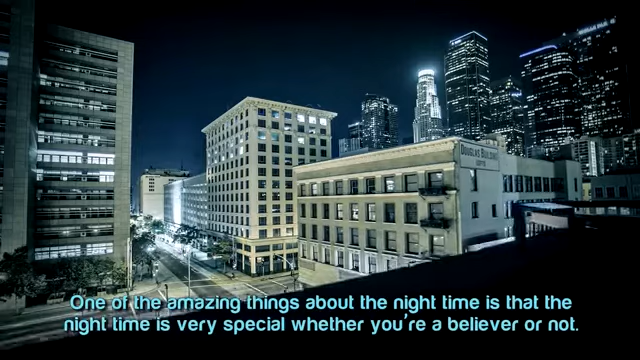 DOUGLAS BUILDING
One of the amazing things about the night time is that the
night time is very special whether you're a believer or not.